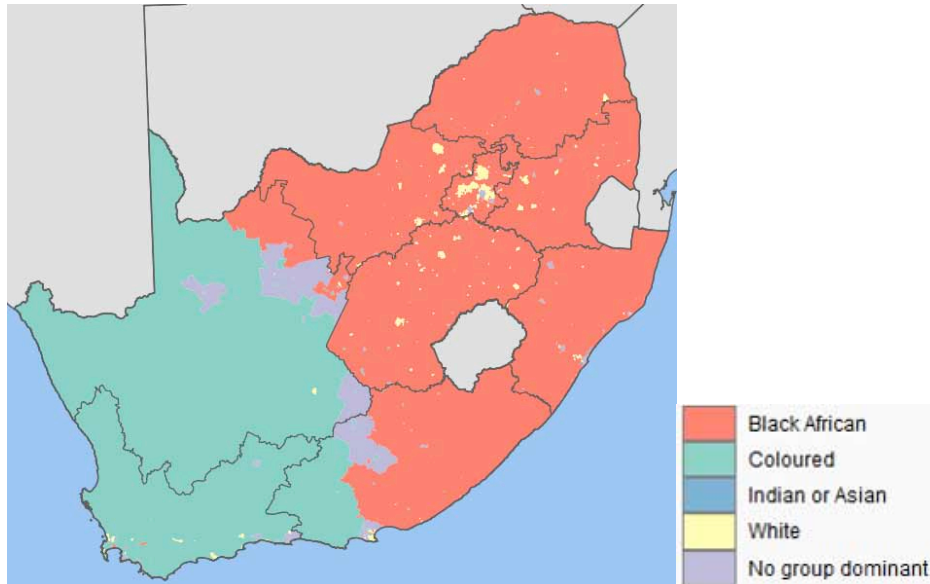 Black African
Coloured
Indian or Asian
White
No group dominant